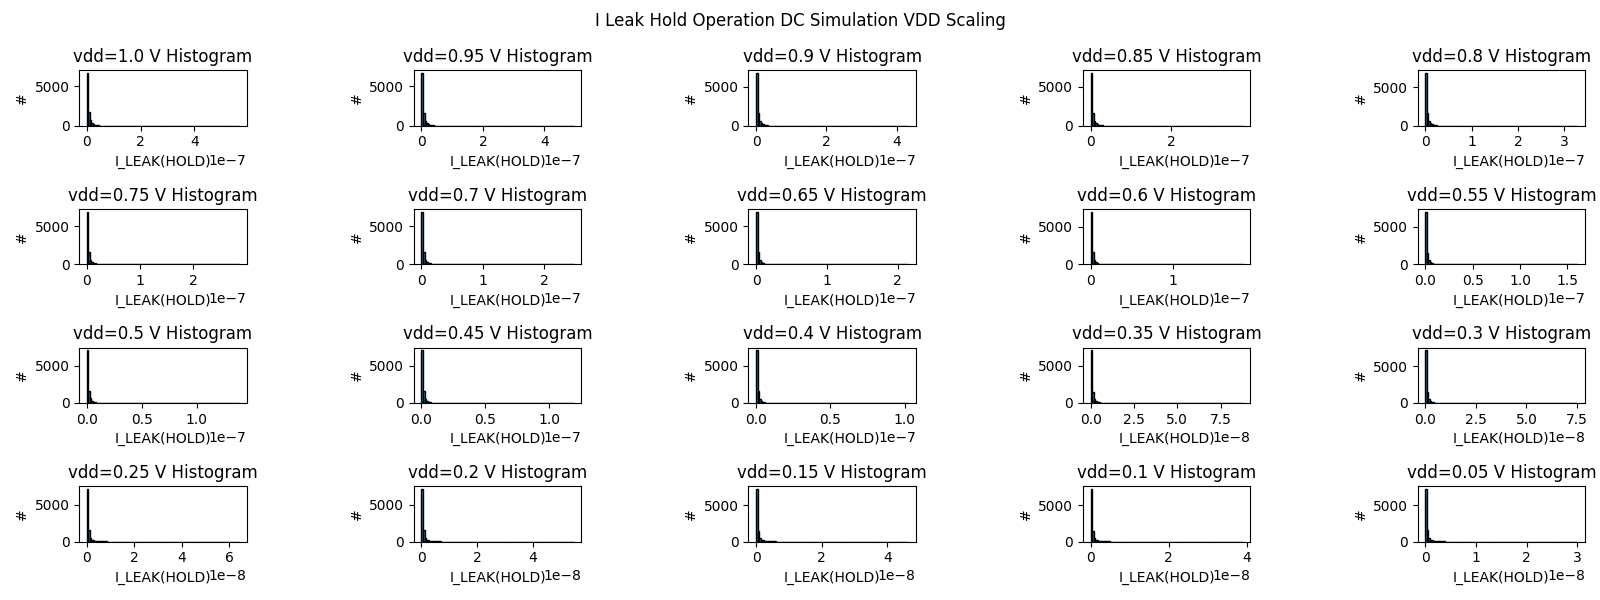 I Leak Hold Operation DC Simulation VDD Scaling
vdd=1.0 V Histogram
#
5000
0
0 2 4
I_LEAK(HOLD) 1e−7
vdd=0.95 V Histogram
#
5000
0
0 2 4
I_LEAK(HOLD) 1e−7
vdd=0.9 V Histogram
#
5000
0
0 2 4
I_LEAK(HOLD) 1e−7
vdd=0.85 V Histogram
#
5000
0
0 2
I_LEAK(HOLD) 1e−7
vdd=0.8 V Histogram
#
5000
0
0 1 2 3
I_LEAK(HOLD) 1e−7
vdd=0.75 V Histogram
#
5000
0
0 1 2
I_LEAK(HOLD) 1e−7
vdd=0.7 V Histogram
#
5000
0
0 1 2
I_LEAK(HOLD) 1e−7
vdd=0.65 V Histogram
#
5000
0
0 1 2
I_LEAK(HOLD) 1e−7
vdd=0.6 V Histogram
#
5000
0
0 1
I_LEAK(HOLD) 1e−7
vdd=0.55 V Histogram
#
5000
0
0.0 0.5 1.0 1.5
I_LEAK(HOLD) 1e−7
vdd=0.5 V Histogram
#
5000
0
0.0 0.5 1.0
I_LEAK(HOLD) 1e−7
vdd=0.45 V Histogram
#
5000
0
0.0 0.5 1.0
I_LEAK(HOLD) 1e−7
vdd=0.4 V Histogram
#
5000
0
0.0 0.5 1.0
I_LEAK(HOLD) 1e−7
vdd=0.35 V Histogram
#
5000
0
0.0 2.5 5.0 7.5
I_LEAK(HOLD) 1e−8
vdd=0.3 V Histogram
#
5000
0
0.0 2.5 5.0 7.5
I_LEAK(HOLD) 1e−8
vdd=0.25 V Histogram
#
5000
0
0 2 4 6
I_LEAK(HOLD) 1e−8
vdd=0.2 V Histogram
#
5000
0
0 2 4
I_LEAK(HOLD) 1e−8
vdd=0.15 V Histogram
#
5000
0
0 2 4
I_LEAK(HOLD) 1e−8
vdd=0.1 V Histogram
#
5000
0
0 2 4
I_LEAK(HOLD) 1e−8
vdd=0.05 V Histogram
#
5000
0
0 1 2 3
I_LEAK(HOLD) 1e−8